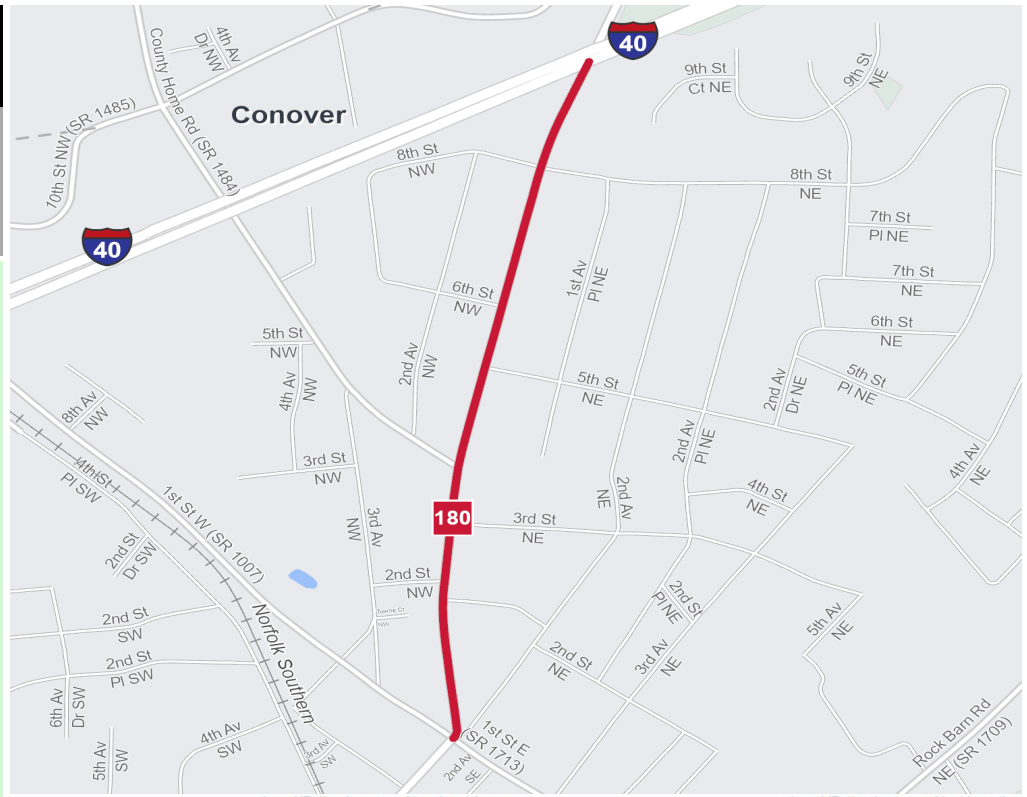 40
4th Av
Dr NW
County Home Rd (SR 1484)
9th St
Ct NE
9th St
NE
Conover
10th St NW (SR 1485)
8th St
NW
8th St
NE
7th St
Pl NE
40
7th St
NE
1st Av
Pl NE
6th St
NW
6th St
NE
5th St
NW
2nd Av
NW
4th Av
NW
5th St
NE
2nd Av
Dr NE
5th St
Pl NE
8th Av
NW
2nd Av
Pl NE
4th Av
NE
3rd St
NW
4th St
Pl SW
1st St W (SR 1007)
4th St
NE
2nd Av
NE
180
3rd Av
NW
3rd St
NE
2nd St
Dr SW
2nd St
NW
2nd St
Pl NE
Towne Ct
NW
5th Av
NE
2nd St
SW
Norfolk Southern
2nd St
NE
3rd Av
NE
2nd St
Pl SW
6th Av
Dr SW
4th Av
SW
3rd Av
SW
5th Av
SW
1st St E
(SR 1713)
2nd Av
SE
Rock Barn Rd
NE (SR 1709)